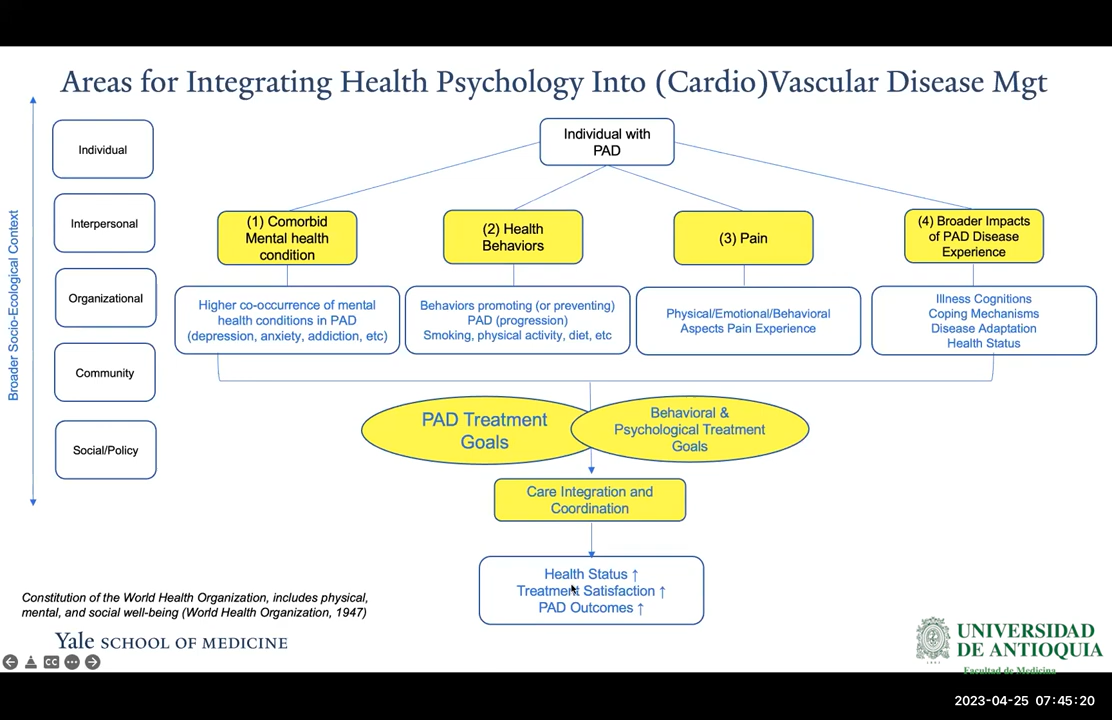 Areas for Integrating Health Psychology Into (Cardio)Vascular Disease Mgt
Broader Socio-Ecological Context
Individual
Interpersonal
Organizational
Community
Social/Policy
Individual with
PAD
(1) Comorbid
Mental health
condition
(2) Health
Behaviors
(3) Pain
(4) Broader Impacts
of PAD Disease
Experience
Higher co-occurrence of mental
health conditions in PAD
(depression, anxiety, addiction, etc)
Behaviors promoting (or preventing)
PAD (progression)
Smoking, physical activity, diet, etc
Physical/Emotional/Behavioral
Aspects Pain Experience
Illness Cognitions
Coping Mechanisms
Disease Adaptation
Health Status
PAD Treatment
Goals
Behavioral &
Psychological Treatment
Goals
Care Integration and
Coordination
Health Status ↑
Treatment Satisfaction ↑
PAD Outcomes ↑
Constitution of the World Health Organization, includes physical,
mental, and social well-being (World Health Organization, 1947)
Yale SCHOOL OF MEDICINE
CC
UNIVERSIDAD
DE ANTIOQUIA
Facultad de Medicina
2023-04-25 07:45:20